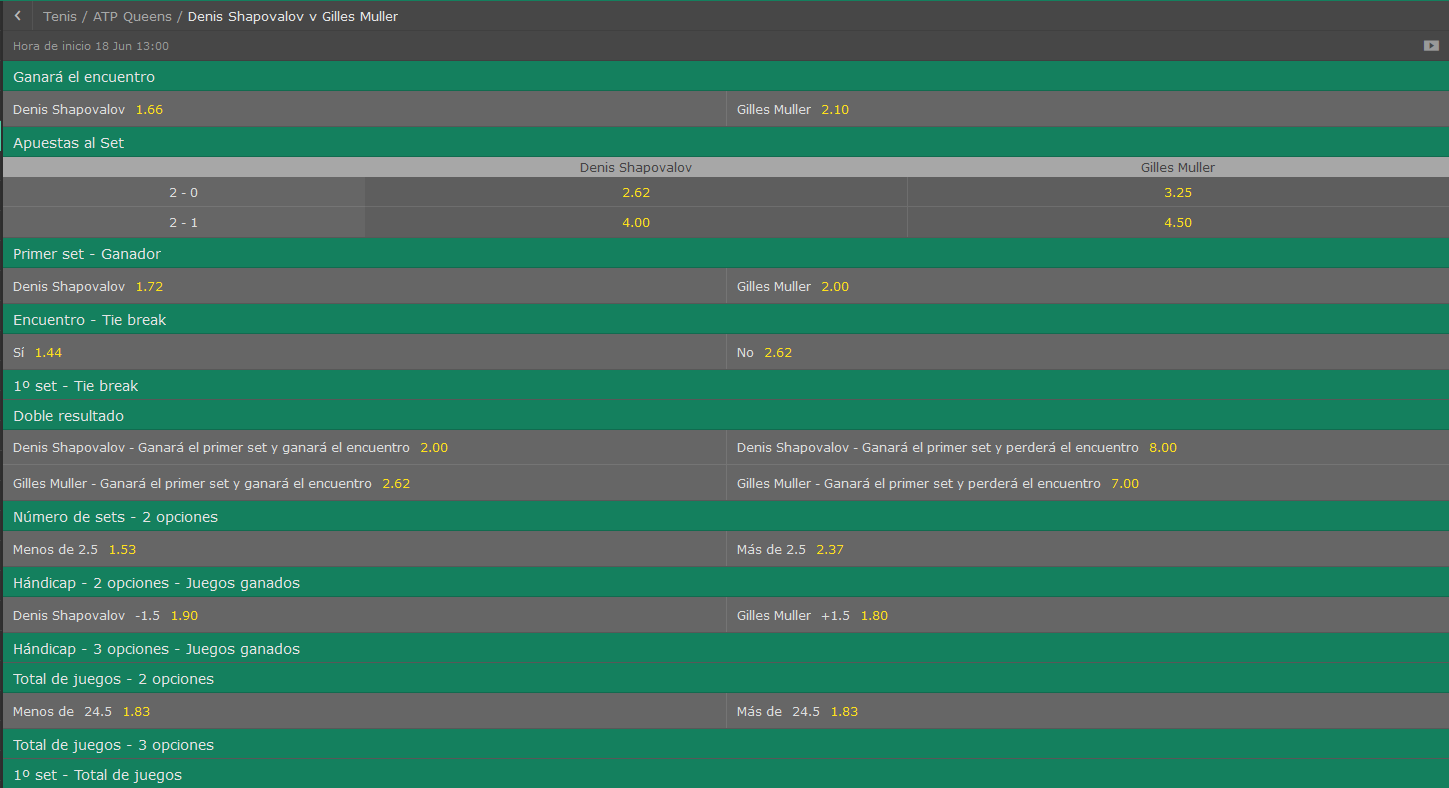 Tenis / ATP Queens / Denis Shapovalov v Gilles Muller
Hora de inicio 18 Jun 13:00
Ganará el encuentro
Denis Shapovalov 1.66 Gilles Muller 2.10
Apuestas al Set
Denis Shapovalov Gilles Muller
2 - 0 2.62 3.25
2 - 1 4.00 4.50
Primer set - Ganador
Denis Shapovalov 1.72 Gilles Muller 2.00
Encuentro - Tie break
Sí 1.44 No 2.62
1º set - Tie break
Doble resultado
Denis Shapovalov - Ganará el primer set y ganará el encuentro 2.00 Denis Shapovalov - Ganará el primer set y perderá el encuentro 8.00
Gilles Muller - Ganará el primer set y ganará el encuentro 2.62 Gilles Muller - Ganará el primer set y perderá el encuentro 7.00
Número de sets - 2 opciones
Menos de 2.5 1.53 Más de 2.5 2.37
Hándicap - 2 opciones - Juegos ganados
Denis Shapovalov -1.5 1.90 Gilles Muller +1.5 1.80
Hándicap - 3 opciones - Juegos ganados
Total de juegos - 2 opciones
Menos de 24.5 1.83 Más de 24.5 1.83
Total de juegos - 3 opciones
1º set - Total de juegos